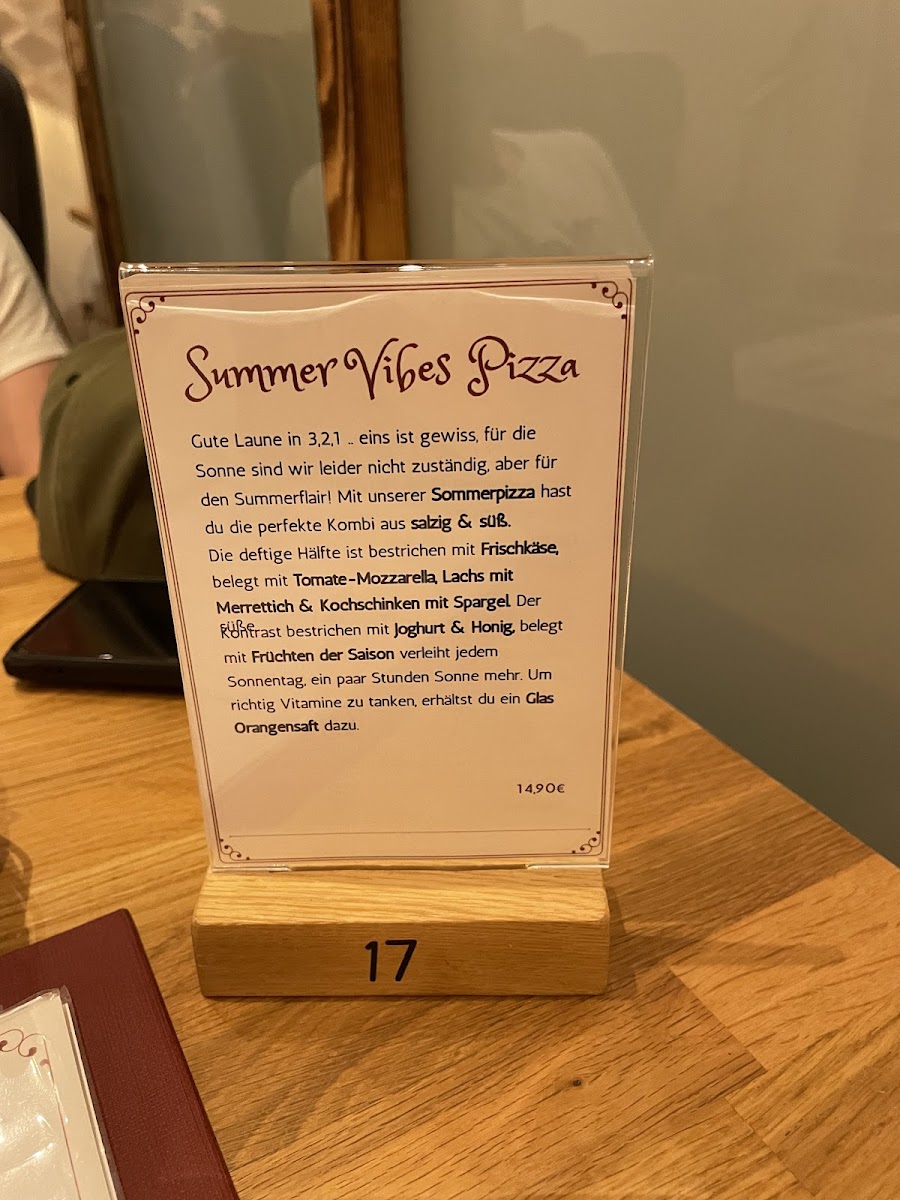 Summer Vibes Pizza
Gute Laune in 3,2,1 .. eins ist gewiss, für die
Sonne sind wir leider nicht zuständig, aber für
den Summerflair! Mit unserer Sommerpizza hast
du die perfekte Kombi aus salzig & süß.
Die deftige Hälfte ist bestrichen mit Frischkäse,
belegt mit Tomate-Mozzarella, Lachs mit
Merrettich & Kochschinken mit Spargel. Der
süße
Kontrast bestrichen mit Joghurt & Honig, belegt
mit Früchten der Saison verleiht jedem
Sonnentag, ein paar Stunden Sonne mehr. Um
richtig Vitamine zu tanken, erhältst du ein Glas
Orangensaft dazu.
14,90€
17